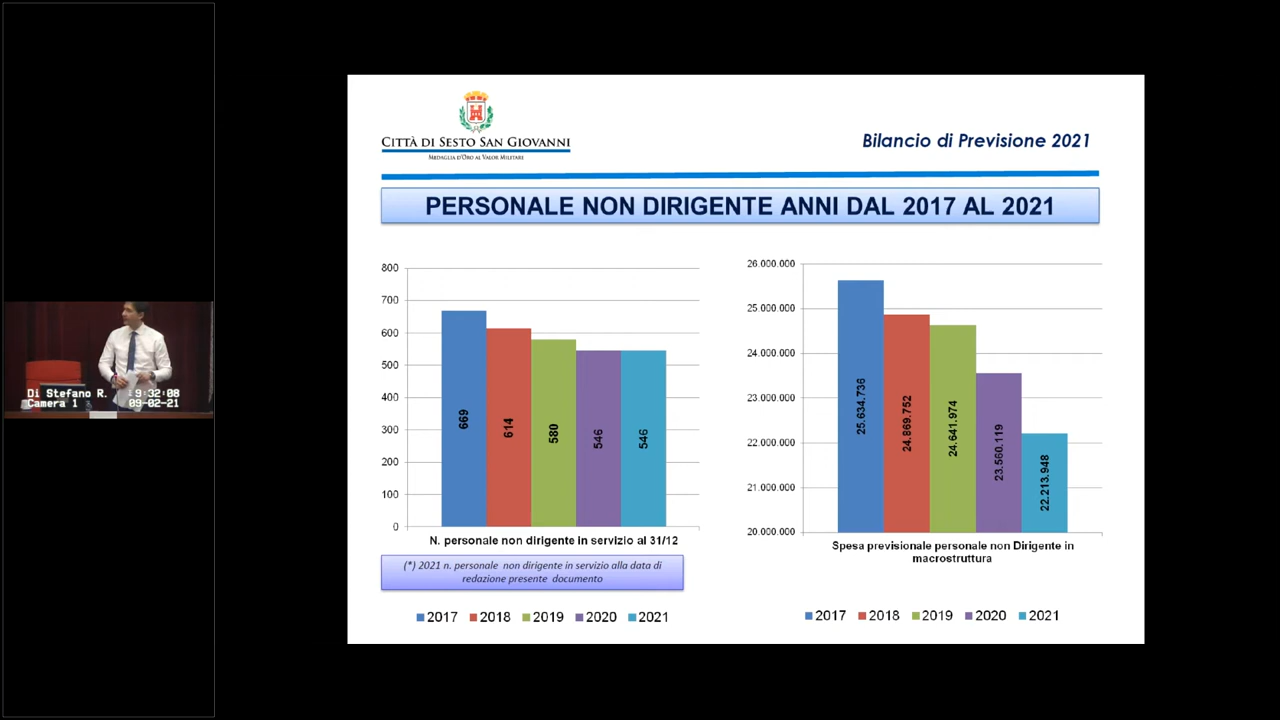 CITTÀ DI SESTO SAN GIOVANNI
MEDAGLIA D'ORO AL VALOR MILITARE
Bilancio di Previsione 2021
PERSONALE NON DIRIGENTE ANNI DAL 2017 AL 2021
800
700
600
500
400
300
200
100
0
669
614
580
546
546
N. personale non dirigente in servizio al 31/12
(*) 2021 n. personale non dirigente in servizio alla data di
redazione presente documento
2017 2018 2019 2020 2021
26.000.000
25.000.000
24.000.000
23.000.000
22.000.000
21.000.000
20.000.000
25.634.736
24.869.752
24.641.974
23.560.119
22.213.948
Spesa previsionale personale non Dirigente in
macrostruttura
2017 2018 2019 2020 2021
Di Stefano R. 9:32:08
Camera 1 09-02-21